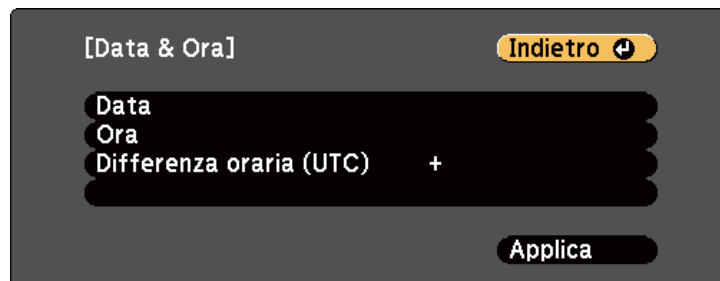 [Data & Ora]
Indietro
Data
Ora
Differenza oraria (UTC) +
Applica